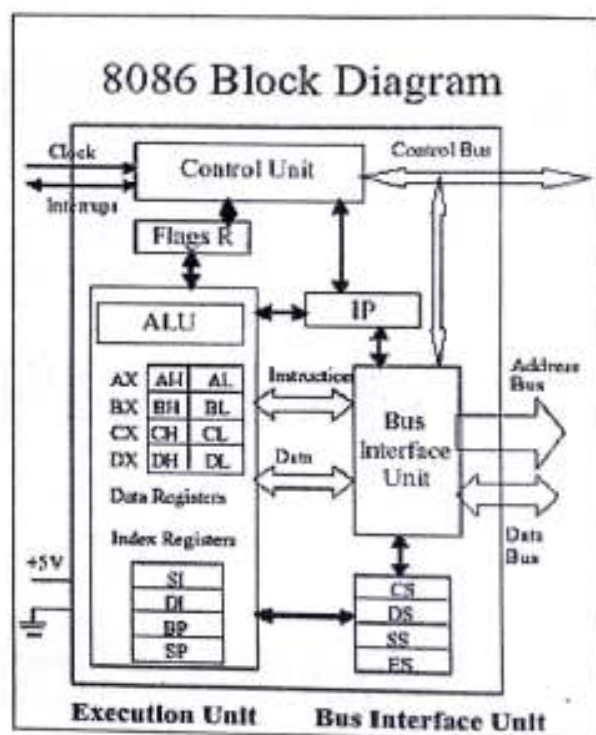 8086 Block Diagram
Clock
Control Unit
Control Bus
Interrups
Flags R
ALU
IP
AX AH AL
BX BH BL
CX CH CL
DX DH DL
Instruction
Data
Bus
Interface
Unit
Address
Bus
Data
Bus
Data Registers
Index Registers
+5V
SI
DI
BP
SP
CS
DS
SS
ES
Execution Unit
Bus Interface Unit